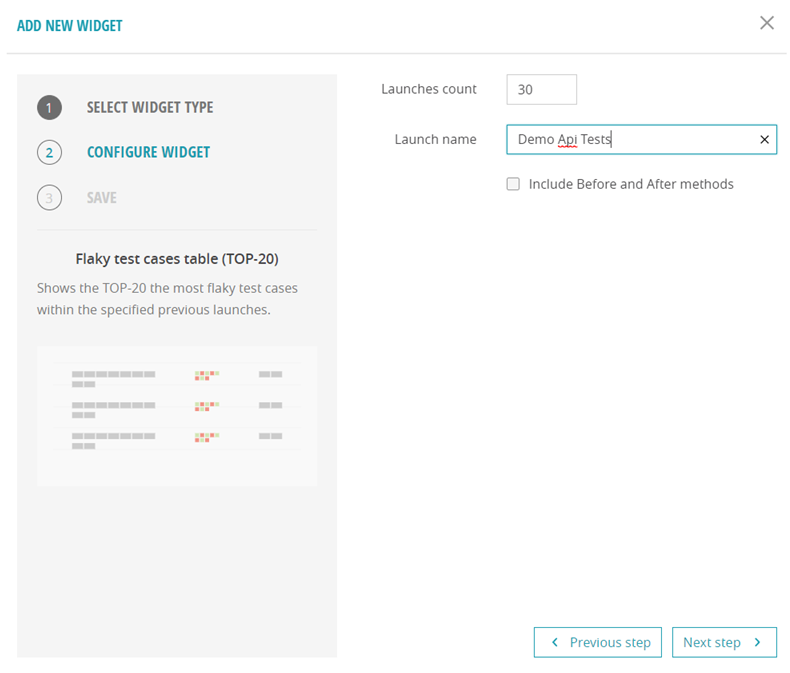 ADD NEW WIDGET
1 SELECT WIDGET TYPE
2 CONFIGURE WIDGET
3 SAVE
Flaky test cases table (TOP-20)
Shows the TOP-20 the most flaky test cases
within the specified previous launches.
Launches count 30
Launch name Demo Api Tests
Include Before and After methods
Previous step
Next step